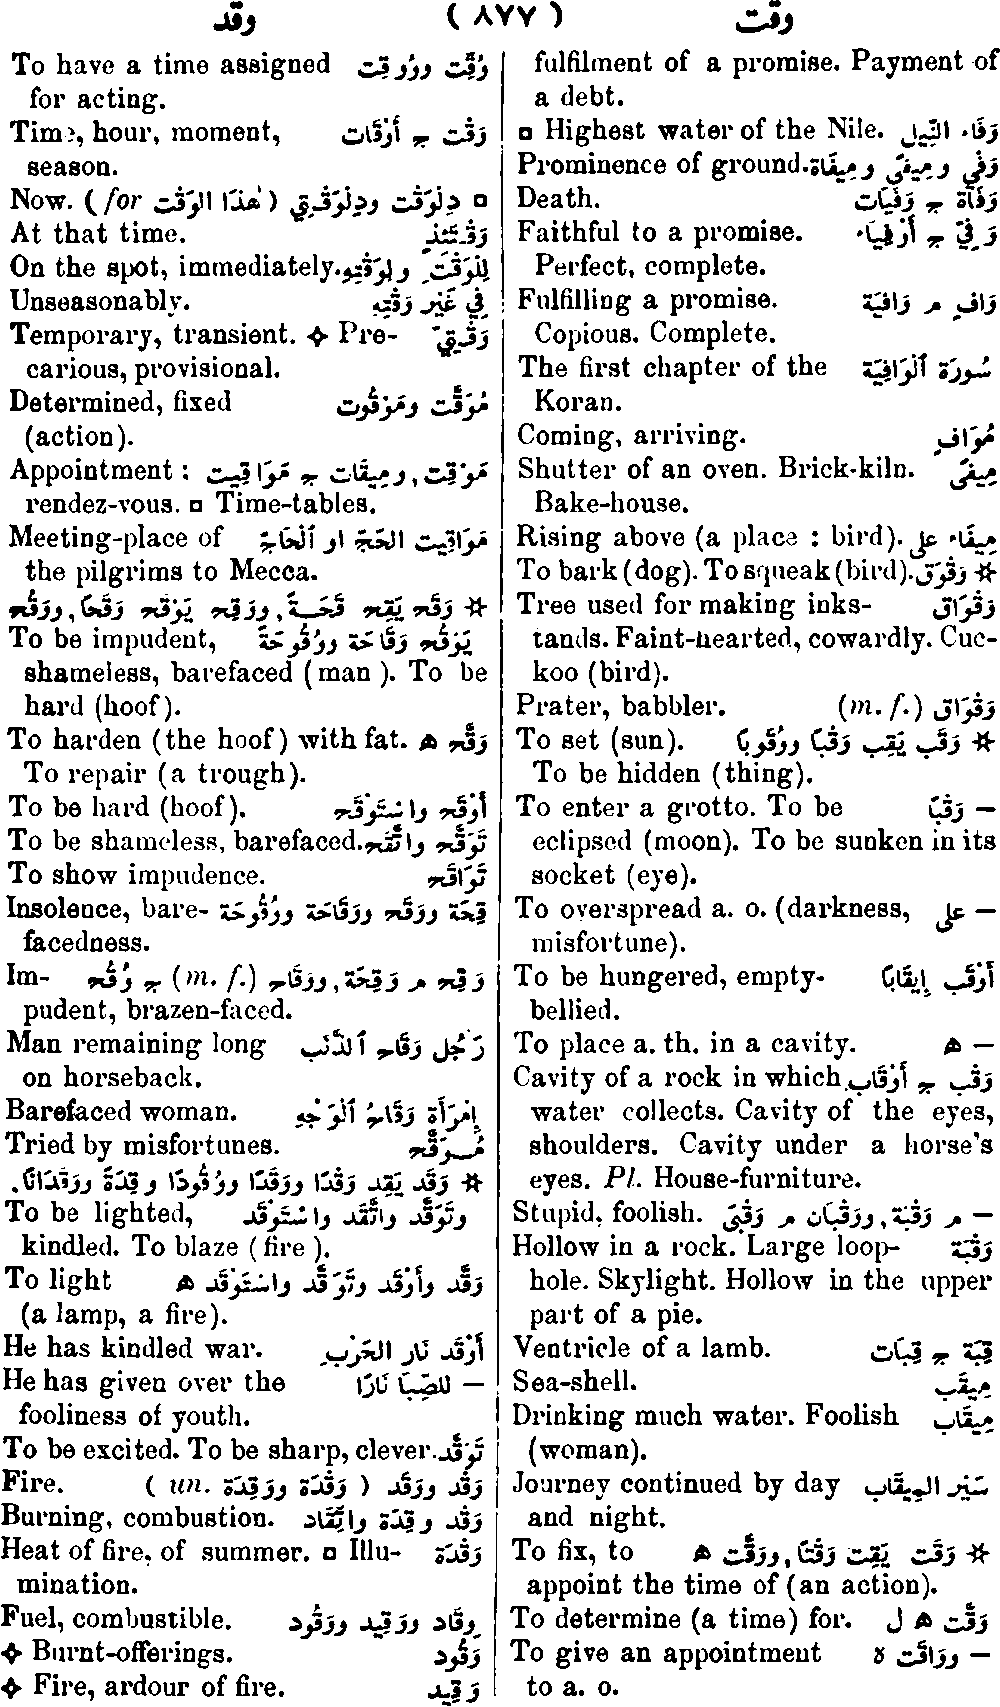 وقت ( ٨٧٧ ) وقد
fulfilment of a promise. Payment of
a debt.
▫ Highest water of the Nile. وَفَاء النِّيل
Prominence of ground. وَفْي ومِيفًى ومِيفَاة
Death. وَفَاة ج وَفَيَات
Faithful to a promise. وَفِيّ ج أَوْفِيَاء
Perfect, complete.
Fulfilling a promise. وَافٍ م وَافِيَة
Copious. Complete.
The first chapter of the سُورَة ٱلْوَافِيَة
Koran.
Coming, arriving. مُوَافٍ
Shutter of an oven. Brick-kiln. مِيفًى
Bake-house.
Rising above (a place : bird). مِيفَاء على
To bark (dog). To squeak (bird). وَقْوَق ✲
Tree used for making inks- وَقْوَاق
tands. Faint-hearted, cowardly. Cuc-
koo (bird).
Prater, babbler. (m. f.) وَقْوَاق
To set (sun). ✲ وَقَب يَقِب وَقْبًا ووُقُوبًا
To be hidden (thing).
To enter a grotto. To be — وَقْبًا
eclipsed (moon). To be sunken in its
socket (eye).
To overspread a. o. (darkness, — على
misfortune).
To be hungered, empty- أَوْقَب إِيقَابًا
bellied.
To place a. th. in a cavity. — ه
Cavity of a rock in which وَقْب ج أَوْقَاب
water collects. Cavity of the eyes,
shoulders. Cavity under a horse's
eyes. Pl. House-furniture.
Stupid, foolish. — م وَقْبَة, ووَقْبَان م وَقْبَى
Hollow in a rock. Large loop- وَقْبَة
hole. Skylight. Hollow in the upper
part of a pie.
Ventricle of a lamb. قِبَة ج قِبَات
Sea-shell. مِيقَب
Drinking much water. Foolish مِيقَاب
(woman).
Journey continued by day سَيْر المِيقَاب
and night.
To fix, to ✲ وَقَت يَقِت وَقْتًا, ووَقَّت ه
appoint the time of (an action).
To determine (a time) for. وَقَّت ه ل
To give an appointment — ووَاقَت ه
to a. o.
To have a time assigned وُقِّت ووُوقِت
for acting.
Time, hour, moment, وَقْت ج أَوْقَات
season.
Now. (for هٰذَا الوَقْت) دِلْوَقْت ودِلْوَقْتِي ▫
At that time. وَقْتَئِذٍ
On the spot, immediately. لِلْوَقْتِ ولِوَقْتِهِ
Unseasonably. فِي غَيْر وَقْتِهِ
Temporary, transient. ✧ Pre- وَقْتِيّ
carious, provisional.
Determined, fixed مُوَقَّت ومَوْقُوت
(action).
Appointment : مَوْقِت, ومِيقَات ج مَوَاقِيت
rendez-vous. ▫ Time-tables.
Meeting-place of مَوَاقِيت الحَجّ او ٱلْحَاجّ
the pilgrims to Mecca.
✲ وَقَح يَقِح قَحَةً, ووَقِح يَوْقَح وَقَحًا, ووَقُح
To be impudent, يَوْقُح وَقَاحَة ووُقُوحَةً
shameless, barefaced (man). To be
hard (hoof).
To harden (the hoof) with fat. وَقَّح ه
To repair (a trough).
To be hard (hoof). أَوْقَح واسْتَوْقَح
To be shameless, barefaced. تَوَقَّح واتَّقَح
To show impudence. تَوَاقَح
Insolence, bare- قِحَة ووَقَح ووَقَاحَة ووُقُوحَة
facedness.
Im- وَقِح م وَقِحَة, ووَقَاح (m. f.) ج وُقُح
pudent, brazen-faced.
Man remaining long رَجُل وَقَاح ٱلذَّنَب
on horseback.
Barefaced woman. إِمْرَأَة وَقَاحُ ٱلْوَجْهِ
Tried by misfortunes. مُوَقَّح
✲ وَقَد يَقِد وَقْدًا ووَقَدًا ووُقُودًا وقِدَةً ووَقَدَانًا,
To be lighted, وتَوَقَّد واتَّقَد واسْتَوْقَد
kindled. To blaze (fire).
To light وَقَّد وأَوْقَد وتَوَقَّد واسْتَوْقَد ه
(a lamp, a fire).
He has kindled war. أَوْقَد نَار الحَرْب
He has given over the — لِلصِّبَا نَارًا
fooliness of youth.
To be excited. To be sharp, clever. تَوَقَّد
Fire. وَقْد ووَقَد ( un. وَقْدَة ووَقِدَة )
Burning, combustion. وَقْد وقِدَة واتِّقَاد
Heat of fire, of summer. ▫ Illu- وَقْدَة
mination.
Fuel, combustible. وِقَاد ووَقِيد ووَقُود
✧ Burnt-offerings. وَقُود
✧ Fire, ardour of fire. وَقِيد